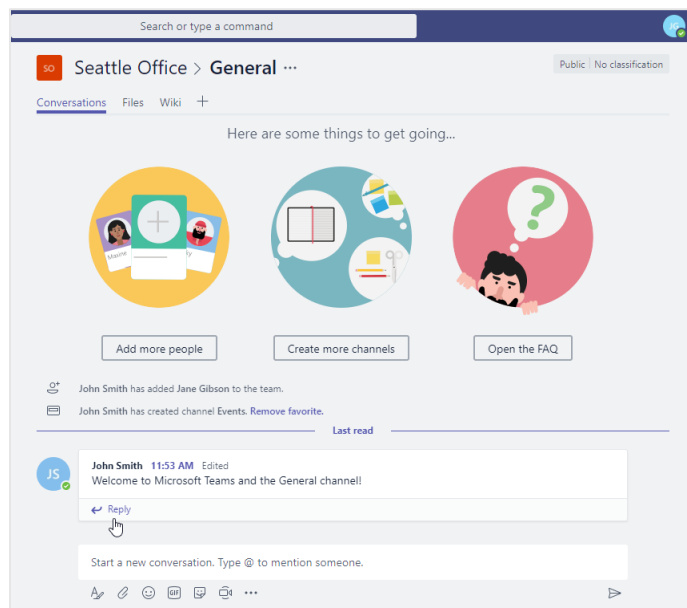 Search or type a command
JG
SO
Seattle Office > General ...
Public | No classification
Conversations Files Wiki +
Here are some things to get going...
Maxine
Add more people
Create more channels
Open the FAQ
John Smith has added Jane Gibson to the team.
John Smith has created channel Events. Remove favorite.
Last read
JS
John Smith 11:53 AM Edited
Welcome to Microsoft Teams and the General channel!
Reply
Start a new conversation. Type @ to mention someone.
GIF